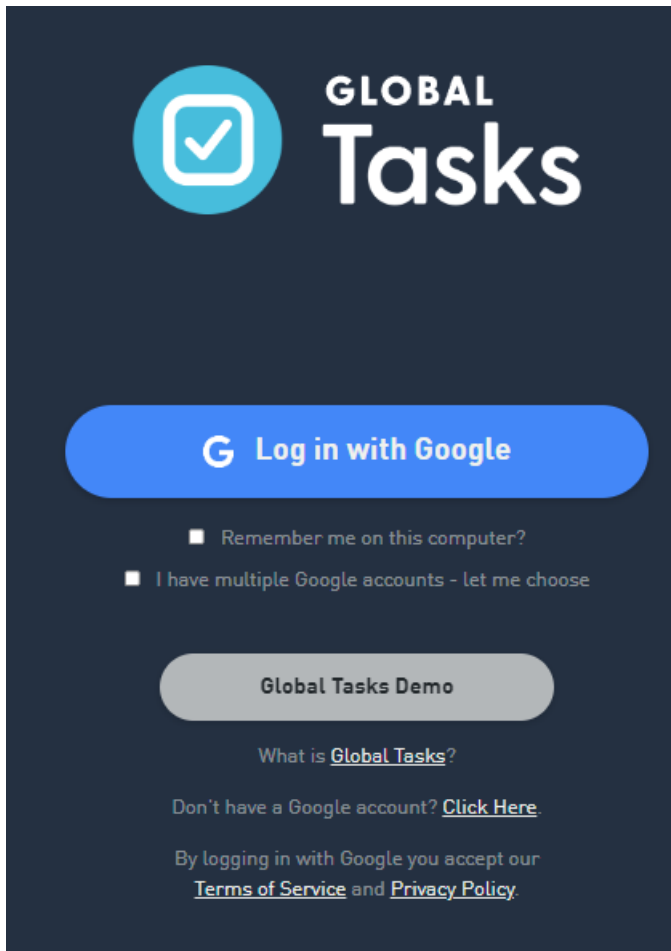 GLOBAL
Tasks
G Log in with Google
Remember me on this computer?
I have multiple Google accounts - let me choose
Global Tasks Demo
What is Global Tasks?
Don't have a Google account? Click Here.
By logging in with Google you accept our
Terms of Service and Privacy Policy.